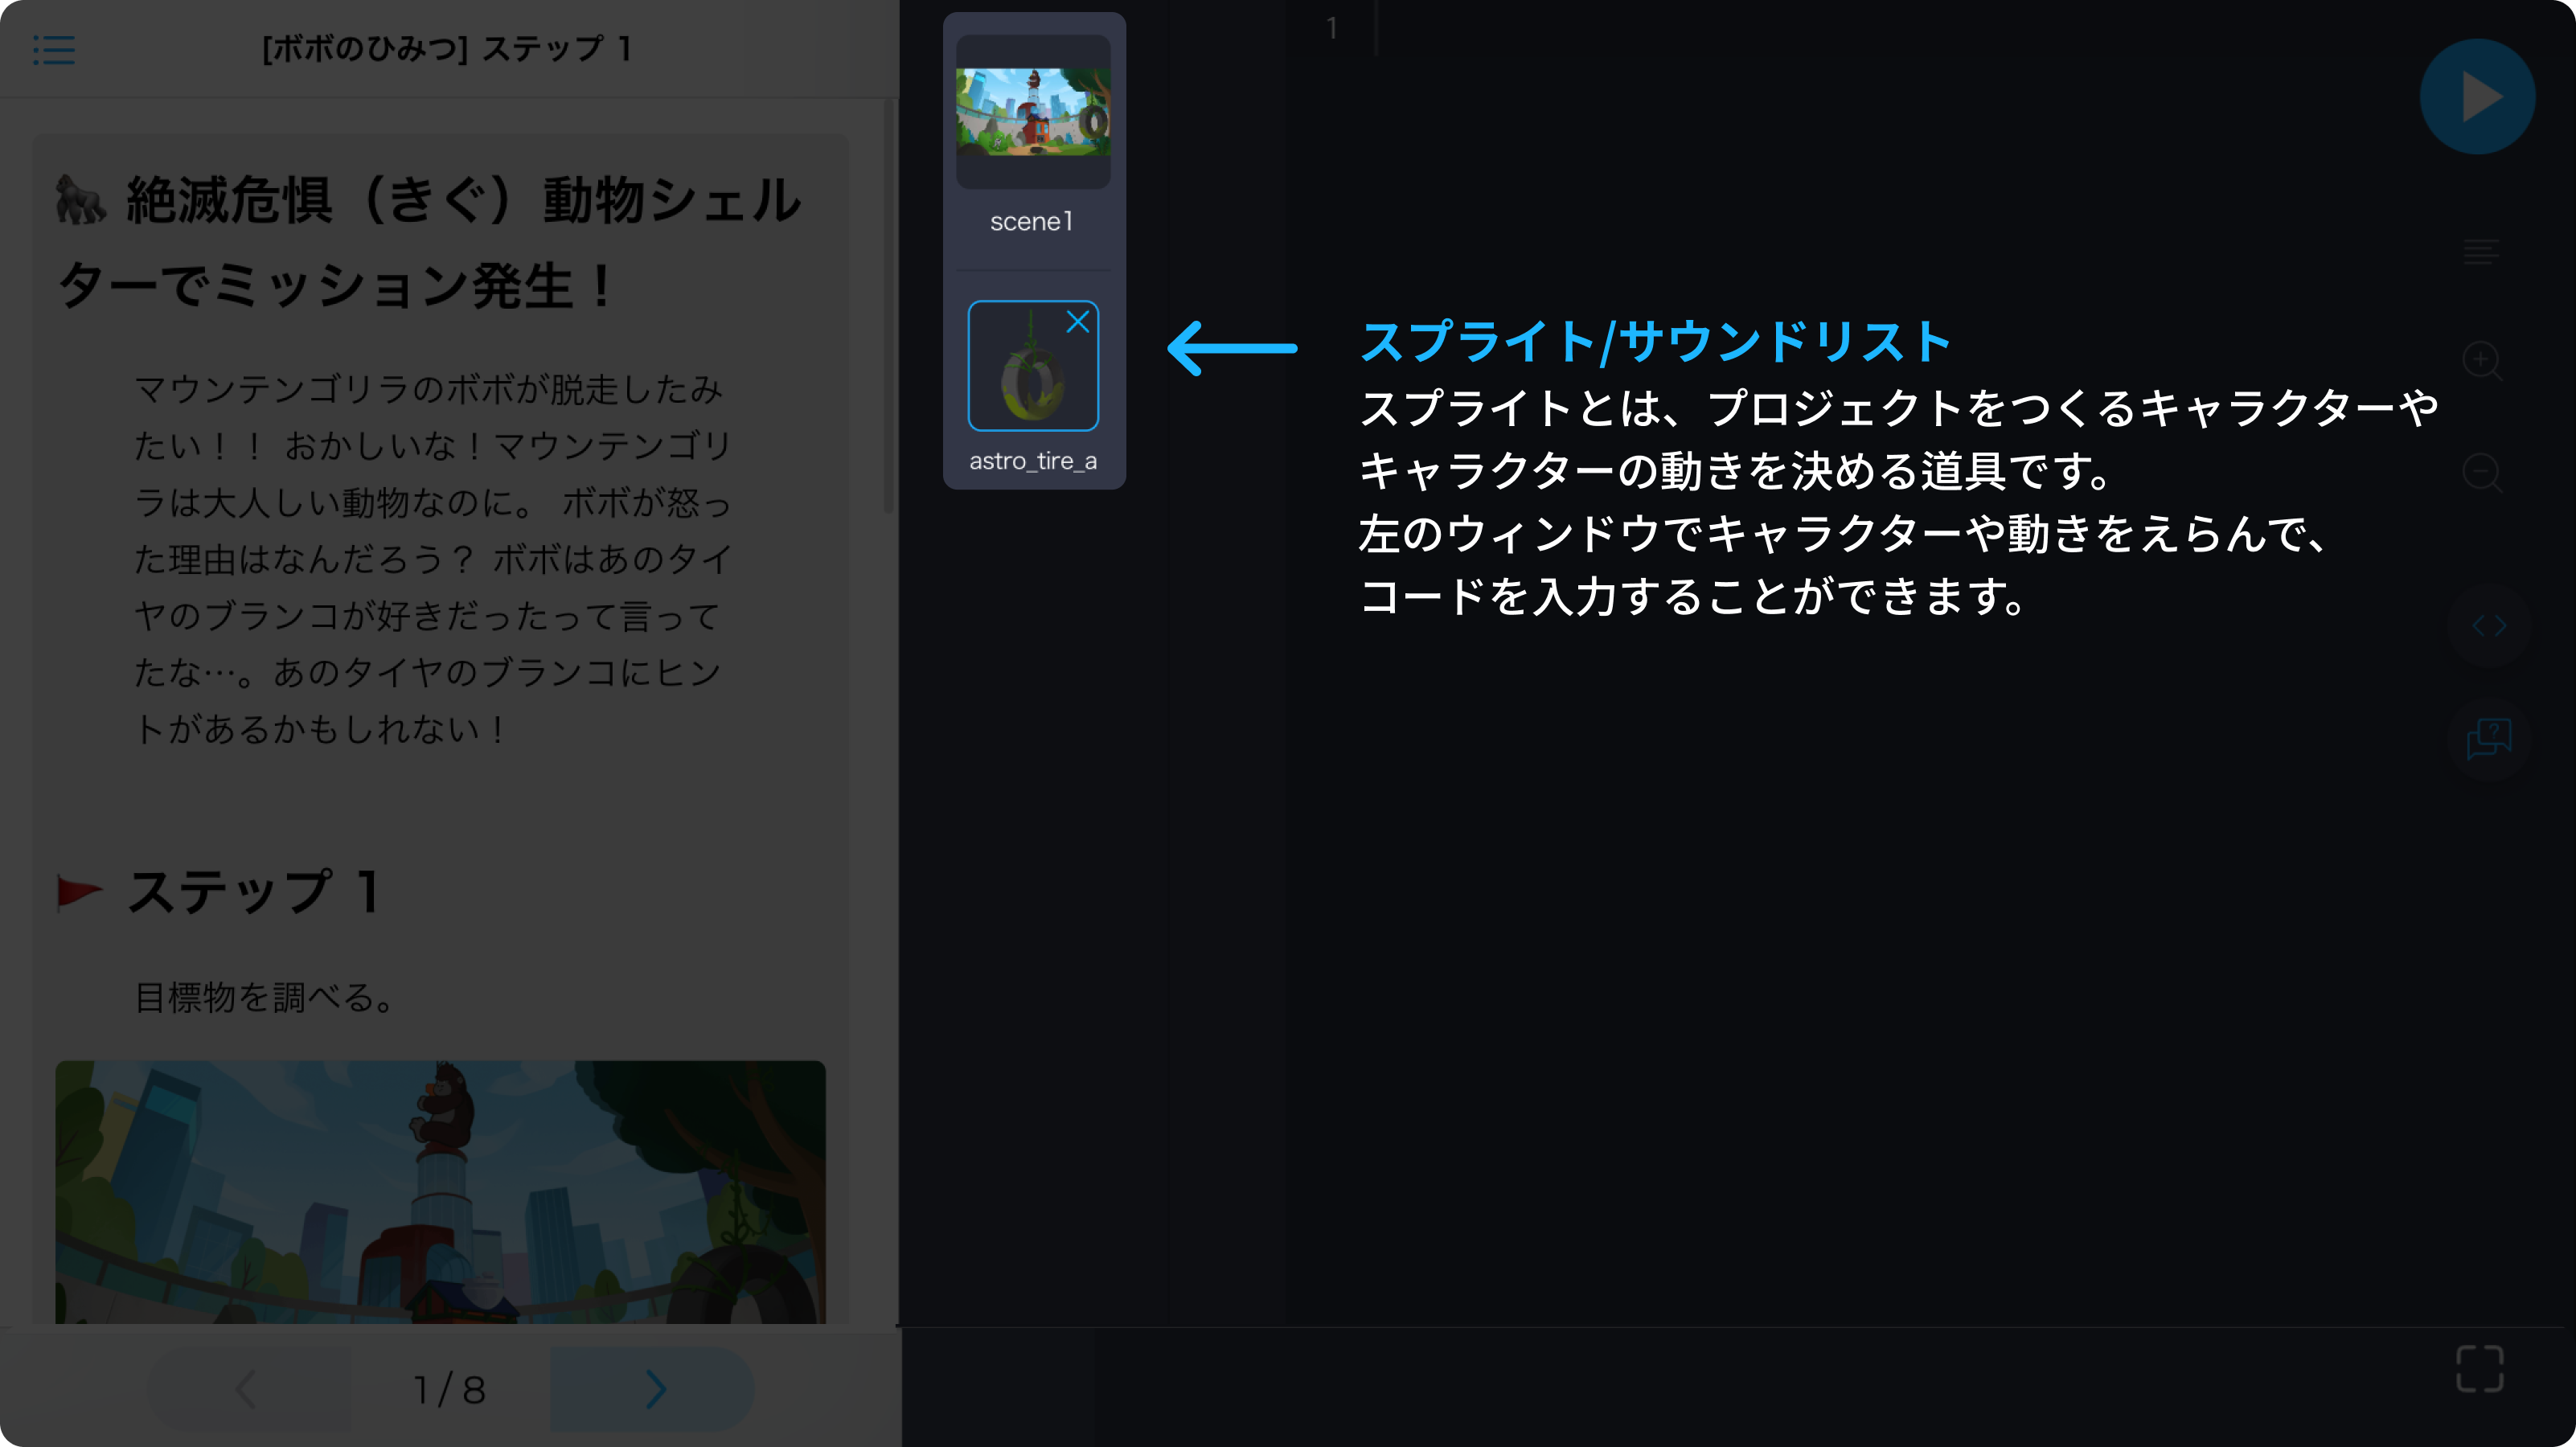 [ボボのひみつ] ステップ 1
🦍 絶滅危惧（きぐ）動物シェル
ターでミッション発生！
マウンテンゴリラのボボが脱走したみ
たい！！ おかしいな！マウンテンゴリ
ラは大人しい動物なのに。 ボボが怒っ
た理由はなんだろう？ ボボはあのタイ
ヤのブランコが好きだったって言って
たな…。あのタイヤのブランコにヒン
トがあるかもしれない！
🚩 ステップ 1
目標物を調べる。
1 / 8
scene1
astro_tire_a
1
スプライト/サウンドリスト
スプライトとは、プロジェクトをつくるキャラクターや
キャラクターの動きを決める道具です。
左のウィンドウでキャラクターや動きをえらんで、
コードを入力することができます。